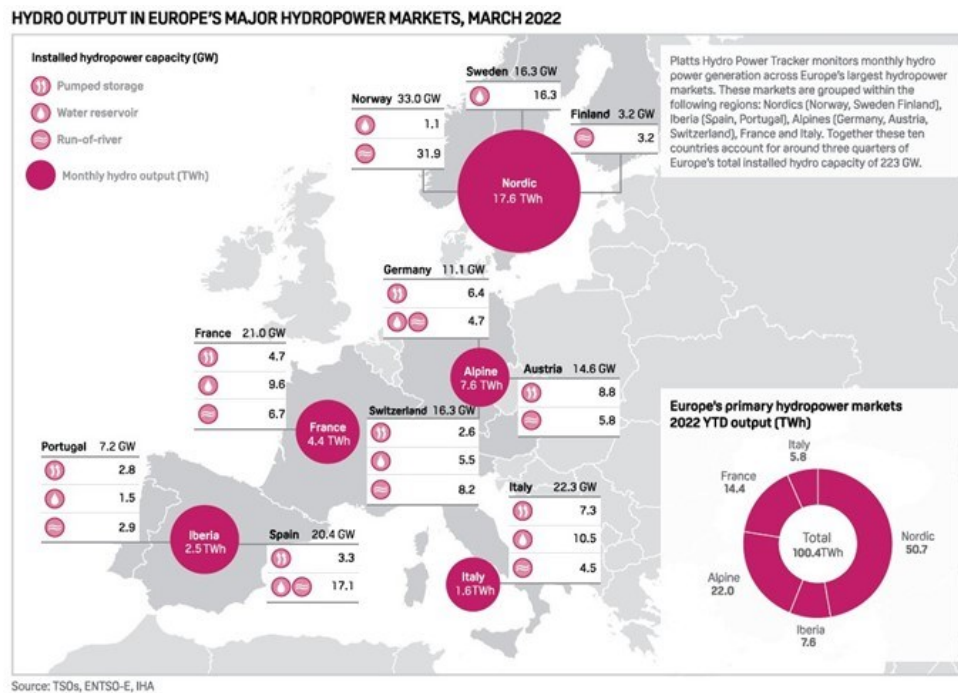 HYDRO OUTPUT IN EUROPE'S MAJOR HYDROPOWER MARKETS, MARCH 2022
Installed hydropower capacity (GW)
Pumped storage
Water reservoir
Run-of-river
Monthly hydro output (TWh)
Platts Hydro Power Tracker monitors monthly hydro
power generation across Europe's largest hydropower
markets. These markets are grouped within the
following regions: Nordics (Norway, Sweden Finland),
Iberia (Spain, Portugal), Alpines (Germany, Austria,
Switzerland), France and Italy. Together these ten
countries account for around three quarters of
Europe's total installed hydro capacity of 223 GW.
Sweden 16.3 GW
16.3
Norway 33.0 GW
1.1
31.9
Finland 3.2 GW
3.2
Nordic
17.6 TWh
Germany 11.1 GW
6.4
4.7
France 21.0 GW
4.7
9.6
6.7
Alpine
7.6 TWh
Austria 14.6 GW
8.8
5.8
France
4.4 TWh
Switzerland 16.3 GW
2.6
5.5
8.2
Portugal 7.2 GW
2.8
1.5
2.9
Iberia
2.5 TWh
Spain 20.4 GW
3.3
17.1
Italy 22.3 GW
7.3
10.5
4.5
Italy
1.6TWh
Europe's primary hydropower markets
2022 YTD output (TWh)
Italy
5.8
France
14.4
Total
100.4TWh
Nordic
50.7
Alpine
22.0
Iberia
7.6
Source: TSOs, ENTSO-E, IHA